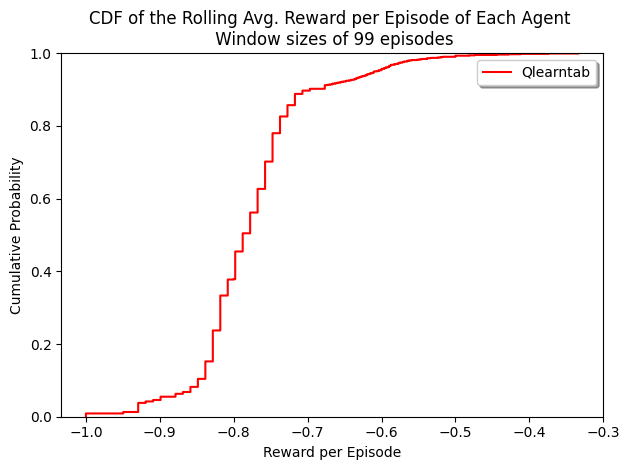 CDF of the Rolling Avg. Reward per Episode of Each Agent
Window sizes of 99 episodes
Qlearntab
1.0
0.8
0.6
0.4
0.2
0.0
Cumulative Probability
−1.0 −0.9 −0.8 −0.7 −0.6 −0.5 −0.4 −0.3
Reward per Episode